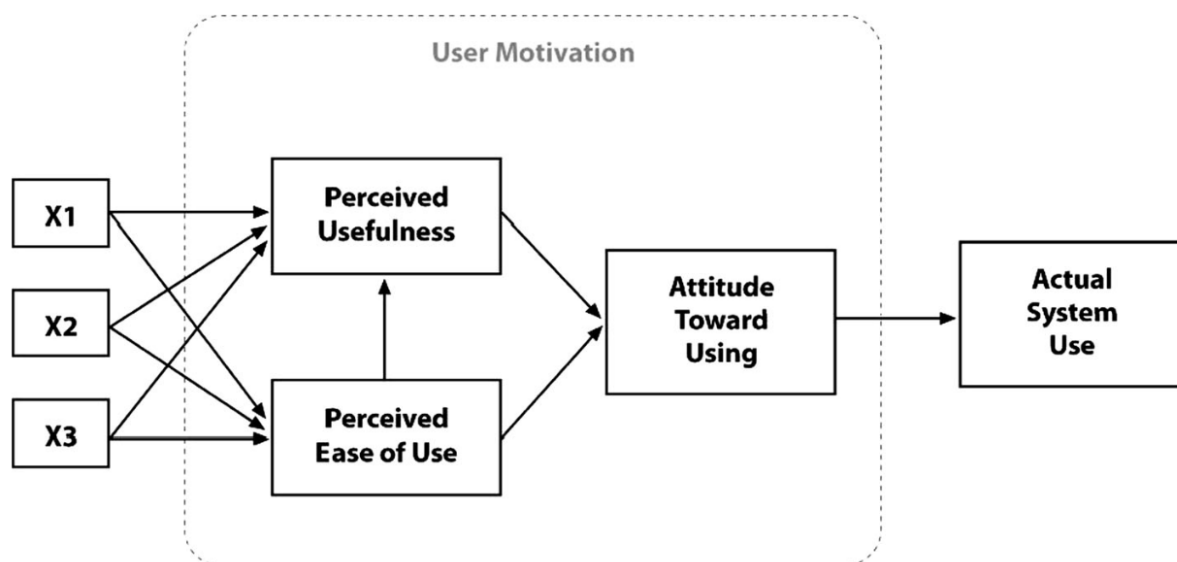 User Motivation
X1
X2
X3
Perceived
Usefulness
Perceived
Ease of Use
Attitude
Toward
Using
Actual
System
Use